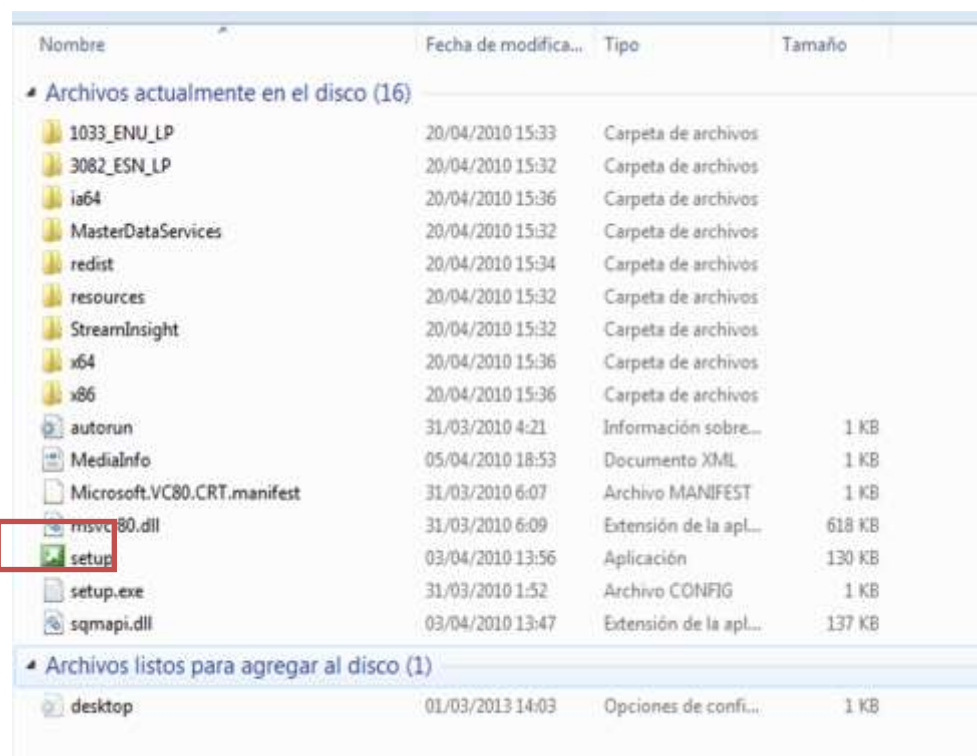 Nombre Fecha de modifica... Tipo Tamaño
Archivos actualmente en el disco (16)
1033_ENU_LP 20/04/2010 15:33 Carpeta de archivos
3082_ESN_LP 20/04/2010 15:32 Carpeta de archivos
ia64 20/04/2010 15:36 Carpeta de archivos
MasterDataServices 20/04/2010 15:32 Carpeta de archivos
redist 20/04/2010 15:34 Carpeta de archivos
resources 20/04/2010 15:32 Carpeta de archivos
StreamInsight 20/04/2010 15:32 Carpeta de archivos
x64 20/04/2010 15:36 Carpeta de archivos
x86 20/04/2010 15:36 Carpeta de archivos
autorun 31/03/2010 4:21 Información sobre... 1 KB
MediaInfo 05/04/2010 18:53 Documento XML 1 KB
Microsoft.VC80.CRT.manifest 31/03/2010 6:07 Archivo MANIFEST 1 KB
msvcr80.dll 31/03/2010 6:09 Extensión de la apl... 618 KB
setup 03/04/2010 13:56 Aplicación 130 KB
setup.exe 31/03/2010 1:52 Archivo CONFIG 1 KB
sqmapi.dll 03/04/2010 13:47 Extensión de la apl... 137 KB
Archivos listos para agregar al disco (1)
desktop 01/03/2013 14:03 Opciones de confi... 1 KB